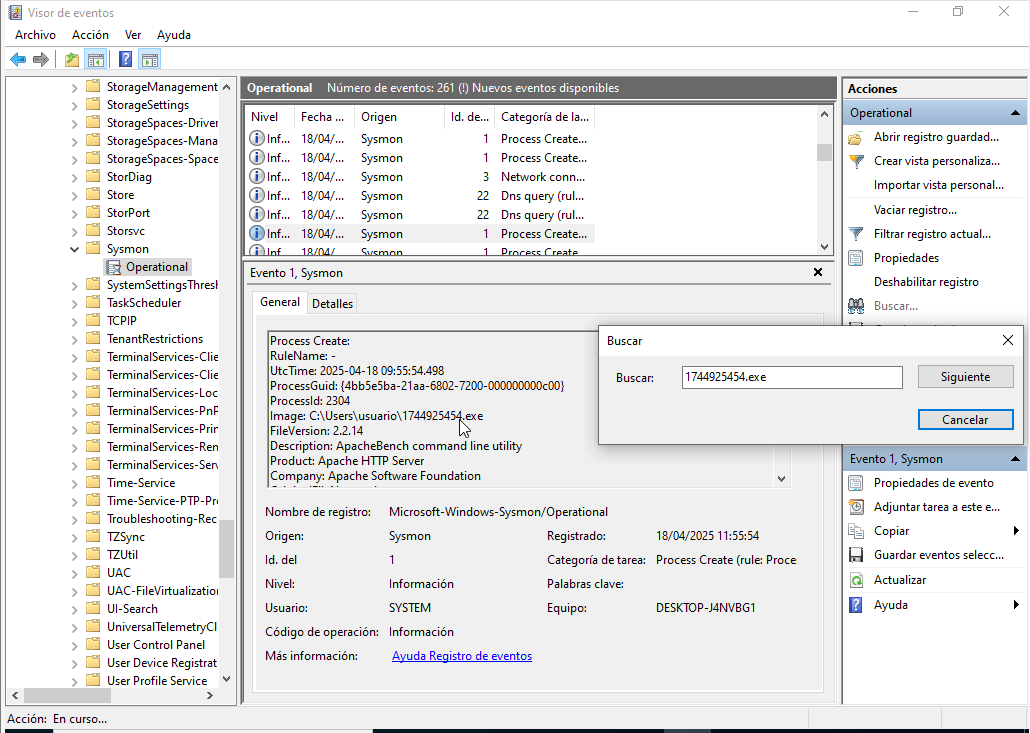 Visor de eventos
Archivo Acción Ver Ayuda
StorageManagement
StorageSettings
StorageSpaces-Driver
StorageSpaces-Mana
StorageSpaces-Space
StorDiag
Store
StorPort
Storsvc
Sysmon
Operational
SystemSettingsThresh
TaskScheduler
TCPIP
TenantRestrictions
TerminalServices-Clie
TerminalServices-Clie
TerminalServices-Loc
TerminalServices-PnP
TerminalServices-Prin
TerminalServices-Ren
TerminalServices-Serv
Time-Service
Time-Service-PTP-Pro
Troubleshooting-Rec
TZSync
TZUtil
UAC
UAC-FileVirtualization
UI-Search
UniversalTelemetryCl
User Control Panel
User Device Registrat
User Profile Service
Operational Número de eventos: 261 (!) Nuevos eventos disponibles
Nivel Fecha ... Origen Id. de... Categoría de la...
Inf... 18/04/... Sysmon 1 Process Create...
Inf... 18/04/... Sysmon 1 Process Create...
Inf... 18/04/... Sysmon 3 Network conn...
Inf... 18/04/... Sysmon 22 Dns query (rul...
Inf... 18/04/... Sysmon 22 Dns query (rul...
Inf... 18/04/... Sysmon 1 Process Create...
Inf... 18/04/... Sysmon 1 Process Create...
Evento 1, Sysmon
General Detalles
Process Create:
RuleName: -
UtcTime: 2025-04-18 09:55:54.498
ProcessGuid: {4bb5e5ba-21aa-6802-7200-000000000c00}
ProcessId: 2304
Image: C:\Users\usuario\1744925454.exe
FileVersion: 2.2.14
Description: ApacheBench command line utility
Product: Apache HTTP Server
Company: Apache Software Foundation
Nombre de registro: Microsoft-Windows-Sysmon/Operational
Origen: Sysmon Registrado: 18/04/2025 11:55:54
Id. del 1 Categoría de tarea: Process Create (rule: Proce
Nivel: Información Palabras clave:
Usuario: SYSTEM Equipo: DESKTOP-J4NVBG1
Código de operación: Información
Más información: Ayuda Registro de eventos
Acciones
Operational
Abrir registro guardad...
Crear vista personaliza...
Importar vista personal...
Vaciar registro...
Filtrar registro actual...
Propiedades
Deshabilitar registro
Buscar...
Buscar
Buscar: 1744925454.exe Siguiente
Cancelar
Evento 1, Sysmon
Propiedades de evento
Adjuntar tarea a este e...
Copiar
Guardar eventos selecc...
Actualizar
Ayuda
Acción: En curso...